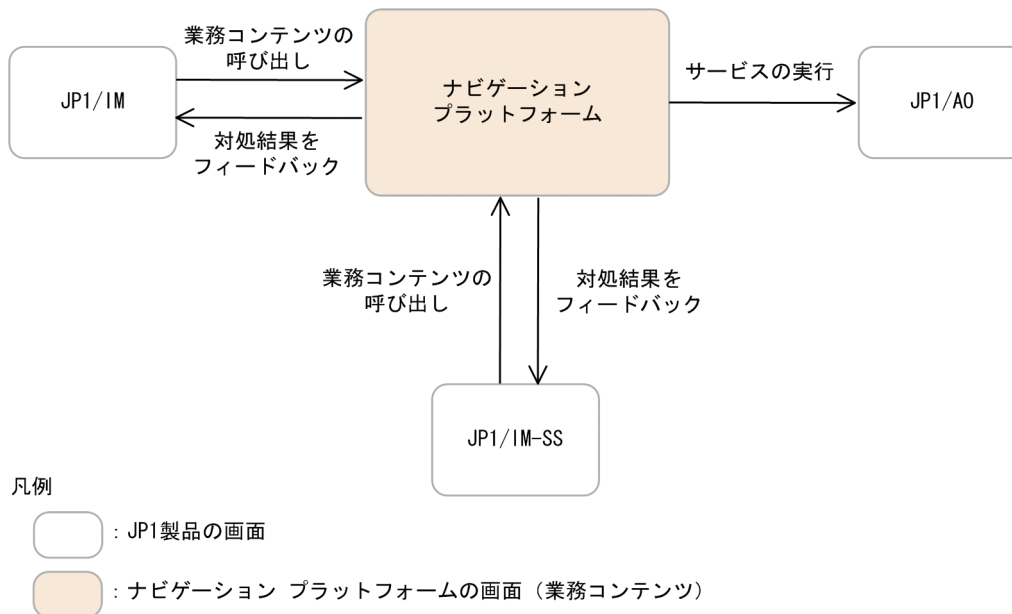 業務コンテンツの
呼び出し
JP1/IM
対処結果を
フィードバック
ナビゲーション
プラットフォーム
サービスの実行
JP1/AO
業務コンテンツの
呼び出し
対処結果を
フィードバック
JP1/IM-SS
凡例
：JP1製品の画面
：ナビゲーション プラットフォームの画面（業務コンテンツ）